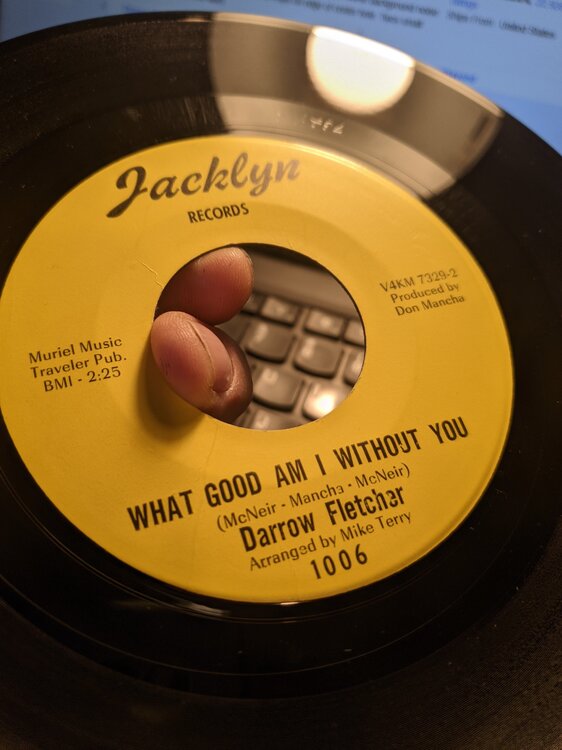 Jacklyn
RECORDS
V4KM 7329-2
Produced by
Don Mancha
Muriel Music
Traveler Pub.
BMI - 2:25
WHAT GOOD AM I WITHOUT YOU
(McNeir - Mancha - McNeir)
Darrow Fletcher
Arranged by Mike Terry
1006